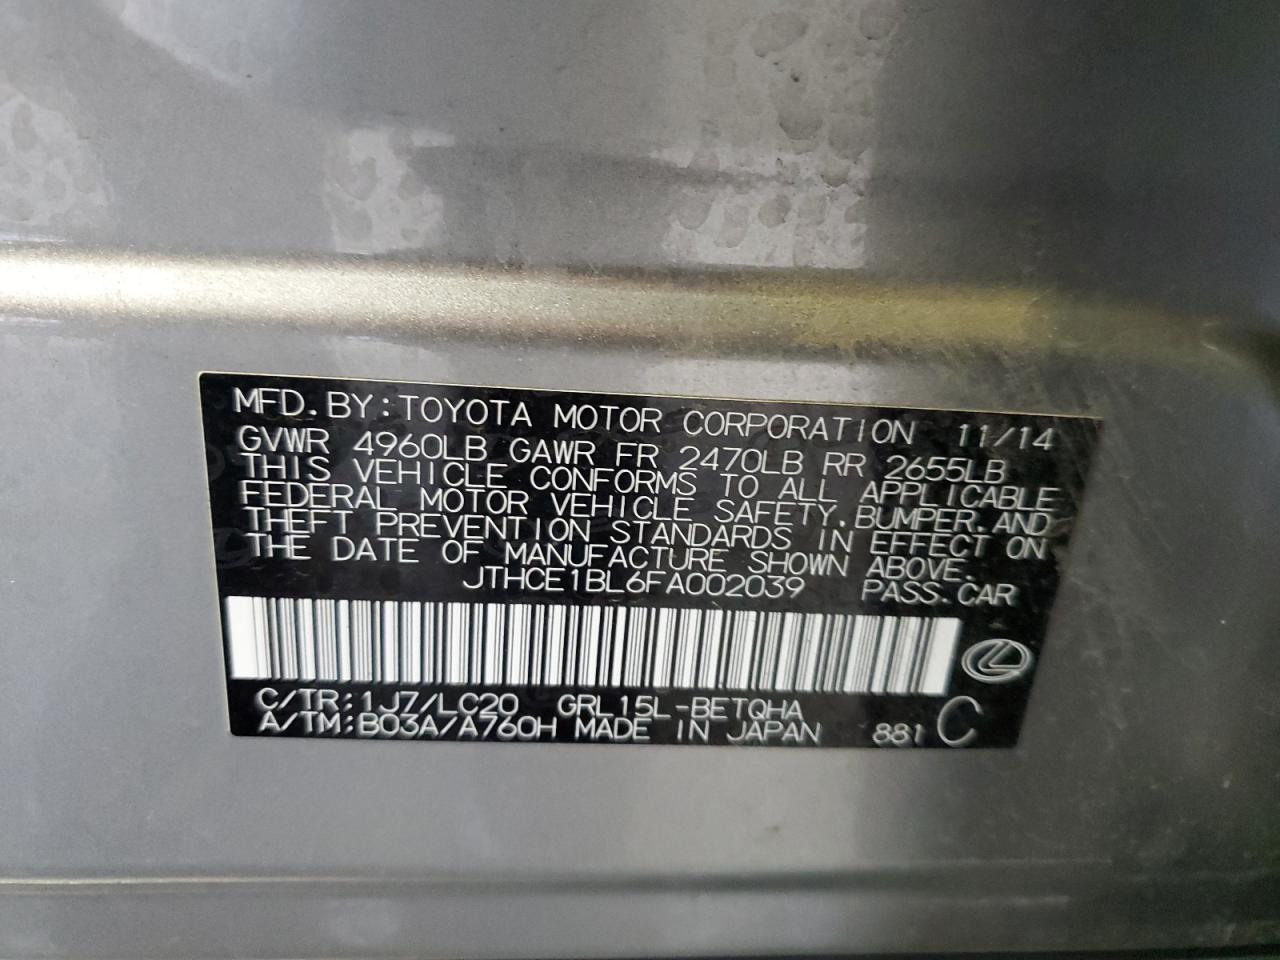 MFD.BY:TOYOTA MOTOR CORPORATION 11/14
GVWR 4960LB GAWR FR 2470LB RR 2655LB
THIS VEHICLE CONFORMS TO ALL APPLICABLE
FEDERAL MOTOR VEHICLE SAFETY.BUMPER.AND
THEFT PREVENTION STANDARDS IN EFFECT ON
THE DATE OF MANUFACTURE SHOWN ABOVE.
JTHCE1BL6FA002039 PASS.CAR
C/TR:1J7/LC20 GRL15L-BETQHA
A/TM:B03A/A760H MADE IN JAPAN 881 C